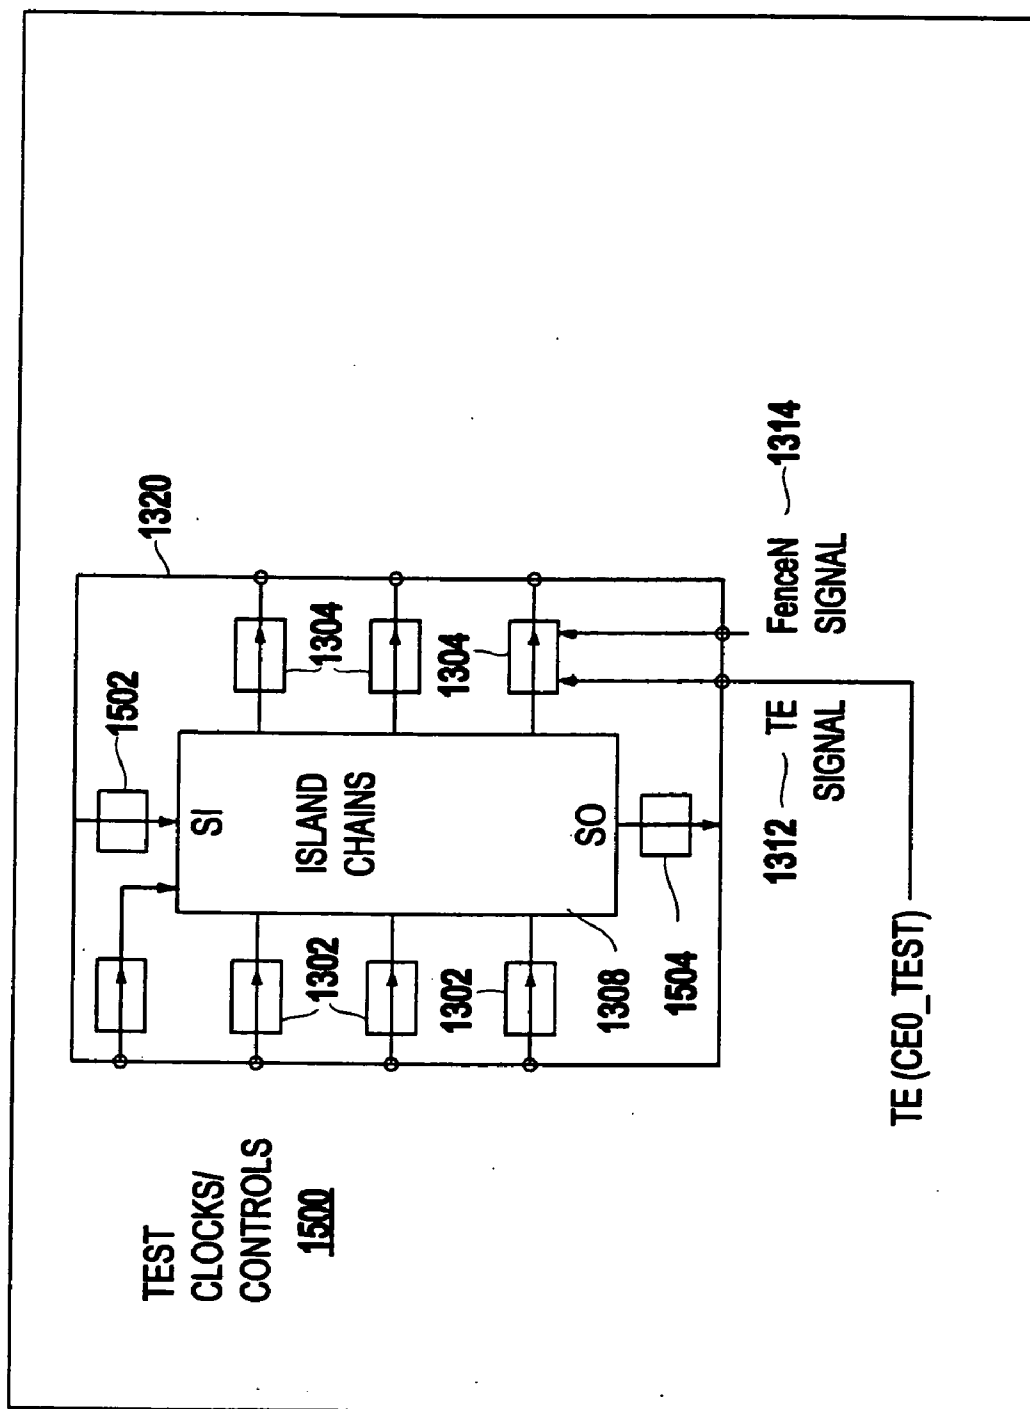 TEST
CLOCKS/
CONTROLS
1500
1502
1320
SI
ISLAND
CHAINS
SO
1302
1302
1304
1304
1308
1504
1312
TE
SIGNAL
FenceN
SIGNAL
1314
TE (CE0_TEST)